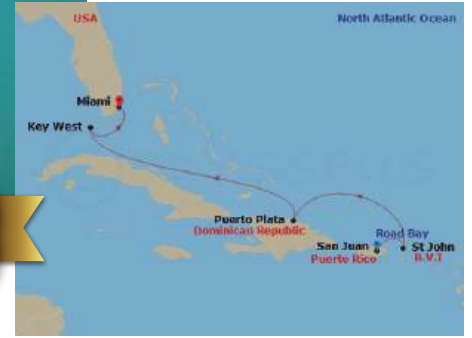 USA
North Atlantic Ocean
Miami
Key West
Puerto Plata
Dominican Republic
San Juan
Puerto Rico
Road Bay
St John
B.V.I